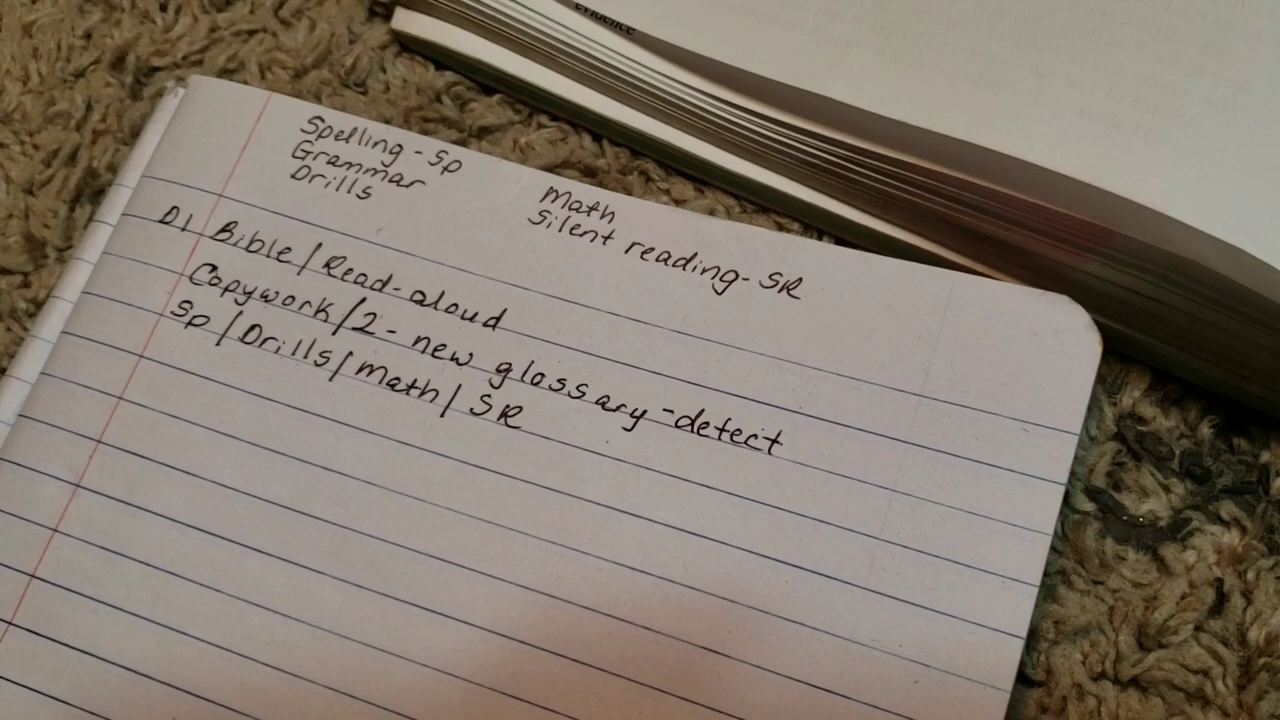 evidence
Spelling - Sp
Grammar
Drills
Math
Silent reading - SR
D1 Bible/Read-aloud
Copywork/2-new glossary-detect
Sp/Drills/Math/SR